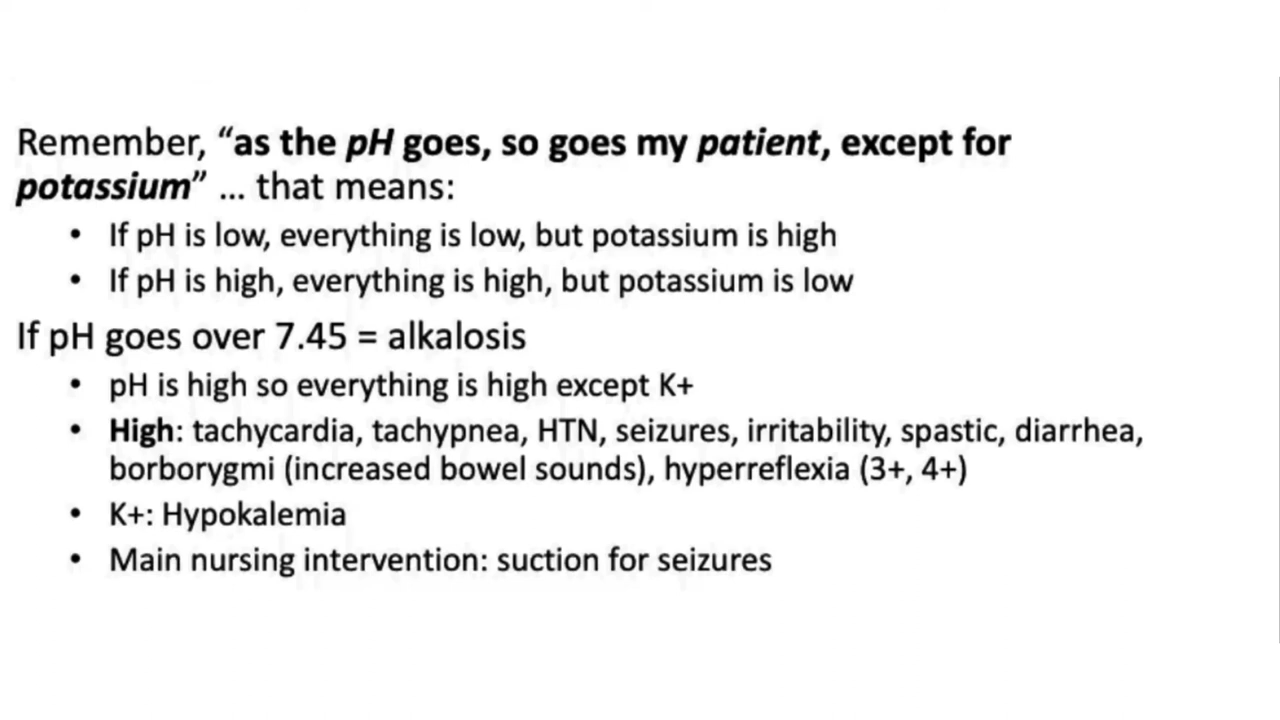 Remember, “as the pH goes, so goes my patient, except for
potassium” ... that means:
• If pH is low, everything is low, but potassium is high
• If pH is high, everything is high, but potassium is low
If pH goes over 7.45 = alkalosis
• pH is high so everything is high except K+
• High: tachycardia, tachypnea, HTN, seizures, irritability, spastic, diarrhea,
borborygmi (increased bowel sounds), hyperreflexia (3+, 4+)
• K+: Hypokalemia
• Main nursing intervention: suction for seizures